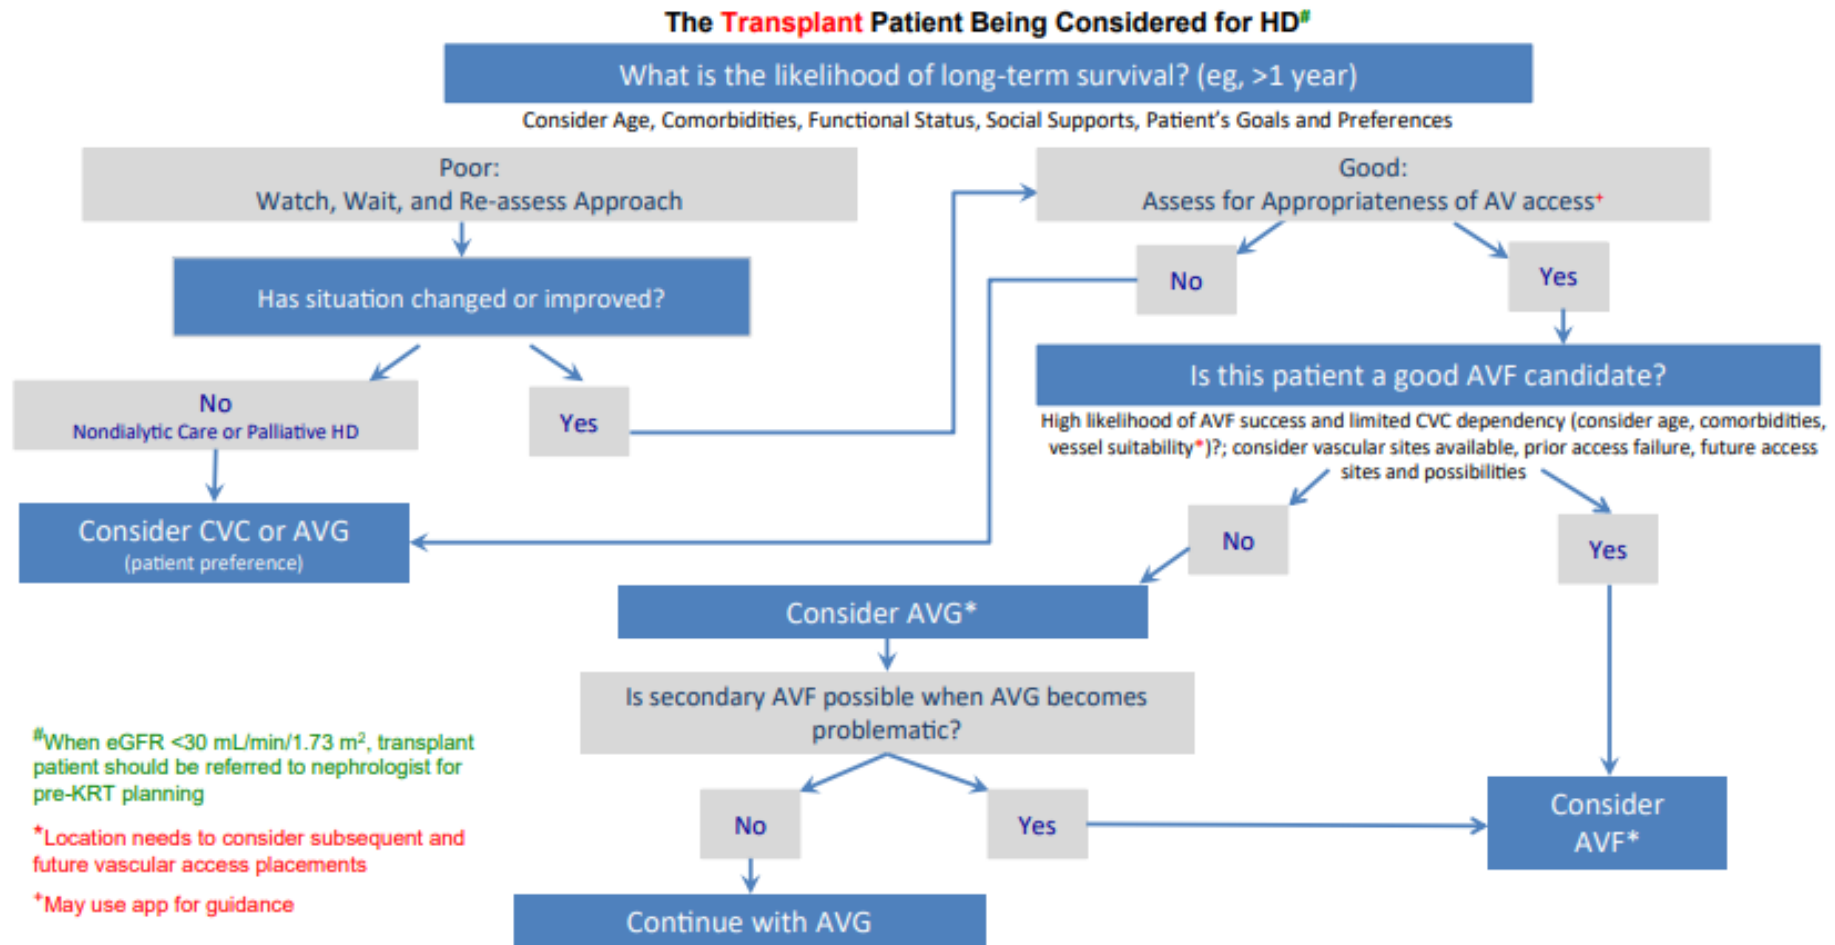 The Transplant Patient Being Considered for HD#
What is the likelihood of long-term survival? (eg, >1 year)
Consider Age, Comorbidities, Functional Status, Social Supports, Patient's Goals and Preferences
Poor:
Watch, Wait, and Re-assess Approach
Good:
Assess for Appropriateness of AV access+
Has situation changed or improved?
No
Yes
No
Nondialytic Care or Palliative HD
Yes
Is this patient a good AVF candidate?
High likelihood of AVF success and limited CVC dependency (consider age, comorbidities,
vessel suitability*)?; consider vascular sites available, prior access failure, future access
sites and possibilities
Consider CVC or AVG
(patient preference)
No
Yes
Consider AVG*
Is secondary AVF possible when AVG becomes
problematic?
No
Yes
Consider
AVF*
Continue with AVG
#When eGFR <30 mL/min/1.73 m², transplant
patient should be referred to nephrologist for
pre-KRT planning
*Location needs to consider subsequent and
future vascular access placements
+May use app for guidance